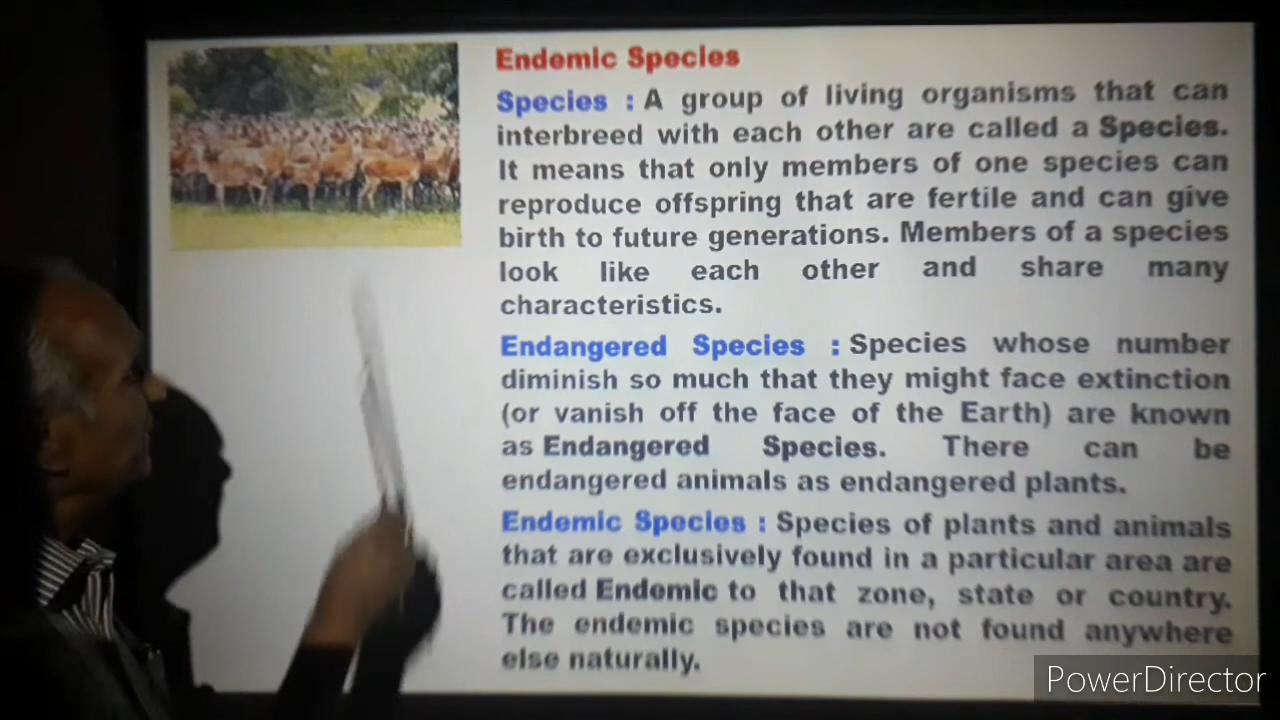 Endemic Species
Species : A group of living organisms that can
interbreed with each other are called a Species.
It means that only members of one species can
reproduce offspring that are fertile and can give
birth to future generations. Members of a species
look like each other and share many
characteristics.
Endangered Species : Species whose number
diminish so much that they might face extinction
(or vanish off the face of the Earth) are known
as Endangered Species. There can be
endangered animals as endangered plants.
Endemic Species : Species of plants and animals
that are exclusively found in a particular area are
called Endemic to that zone, state or country.
The endemic species are not found anywhere
else naturally.
PowerDirector